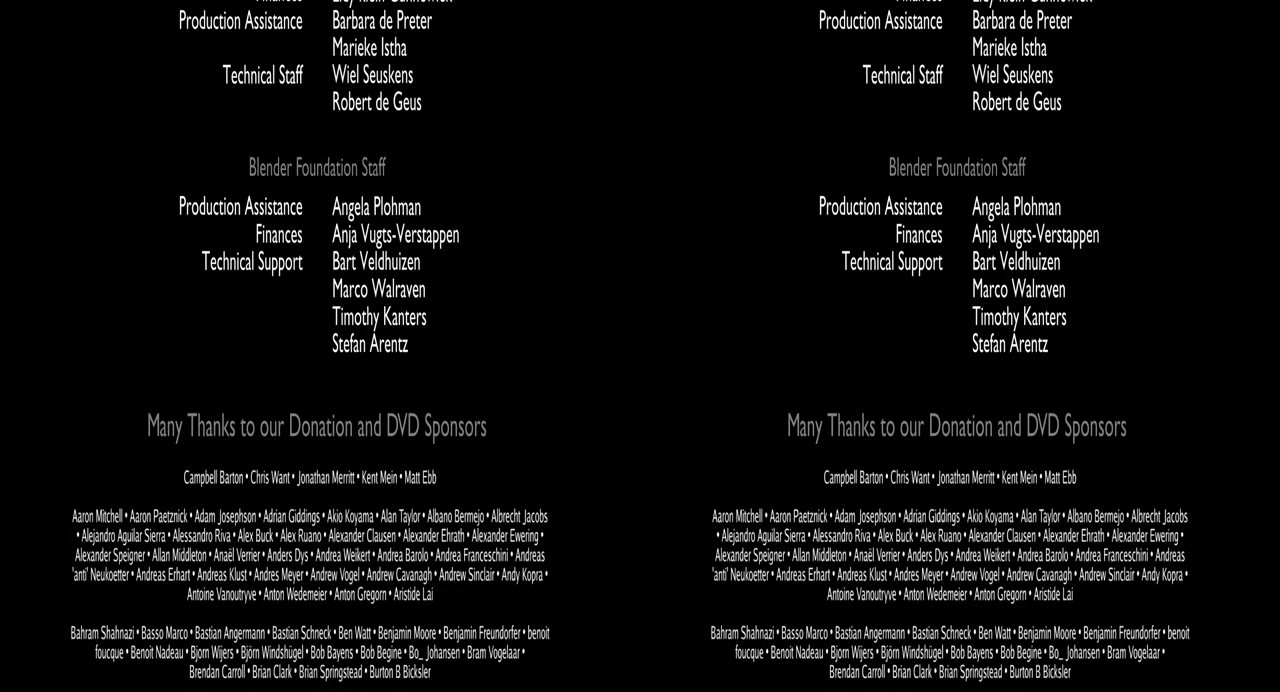 Production Assistance Barbara de Preter
Marieke Istha
Technical Staff Wiel Seuskens
Robert de Geus
Blender Foundation Staff
Production Assistance Angela Plohman
Finances Anja Vugts-Verstappen
Technical Support Bart Veldhuizen
Marco Walraven
Timothy Kanters
Stefan Arentz
Many Thanks to our Donation and DVD Sponsors
Campbell Barton • Chris Want • Jonathan Merritt • Kent Mein • Matt Ebb
Aaron Mitchell • Aaron Paetznick • Adam Josephson • Adrian Giddings • Akio Koyama • Alan Taylor • Albano Bermejo • Albrecht Jacobs
• Alejandro Aguilar Sierra • Alessandro Riva • Alex Buck • Alex Ruano • Alexander Clausen • Alexander Ehrath • Alexander Ewering •
Alexander Speigner • Allan Middleton • Anaël Verrier • Anders Dys • Andrea Weikert • Andrea Barolo • Andrea Franceschini • Andreas
'anti' Neukoetter • Andreas Erhart • Andreas Klust • Andres Meyer • Andrew Vogel • Andrew Cavanagh • Andrew Sinclair • Andy Kopra •
Antoine Vanoutryve • Anton Wedemeier • Anton Gregorn • Aristide Lai
Bahram Shahnazi • Basso Marco • Bastian Angermann • Bastian Schneck • Ben Watt • Benjamin Moore • Benjamin Freundorfer • benoit
foucque • Benoit Nadeau • Bjorn Wijers • Björn Windshügel • Bob Bayens • Bob Begine • Bo_ Johansen • Bram Vogelaar •
Brendan Carroll • Brian Clark • Brian Springstead • Burton B Bicksler
Production Assistance Barbara de Preter
Marieke Istha
Technical Staff Wiel Seuskens
Robert de Geus
Blender Foundation Staff
Production Assistance Angela Plohman
Finances Anja Vugts-Verstappen
Technical Support Bart Veldhuizen
Marco Walraven
Timothy Kanters
Stefan Arentz
Many Thanks to our Donation and DVD Sponsors
Campbell Barton • Chris Want • Jonathan Merritt • Kent Mein • Matt Ebb
Aaron Mitchell • Aaron Paetznick • Adam Josephson • Adrian Giddings • Akio Koyama • Alan Taylor • Albano Bermejo • Albrecht Jacobs
• Alejandro Aguilar Sierra • Alessandro Riva • Alex Buck • Alex Ruano • Alexander Clausen • Alexander Ehrath • Alexander Ewering •
Alexander Speigner • Allan Middleton • Anaël Verrier • Anders Dys • Andrea Weikert • Andrea Barolo • Andrea Franceschini • Andreas
'anti' Neukoetter • Andreas Erhart • Andreas Klust • Andres Meyer • Andrew Vogel • Andrew Cavanagh • Andrew Sinclair • Andy Kopra •
Antoine Vanoutryve • Anton Wedemeier • Anton Gregorn • Aristide Lai
Bahram Shahnazi • Basso Marco • Bastian Angermann • Bastian Schneck • Ben Watt • Benjamin Moore • Benjamin Freundorfer • benoit
foucque • Benoit Nadeau • Bjorn Wijers • Björn Windshügel • Bob Bayens • Bob Begine • Bo_ Johansen • Bram Vogelaar •
Brendan Carroll • Brian Clark • Brian Springstead • Burton B Bicksler